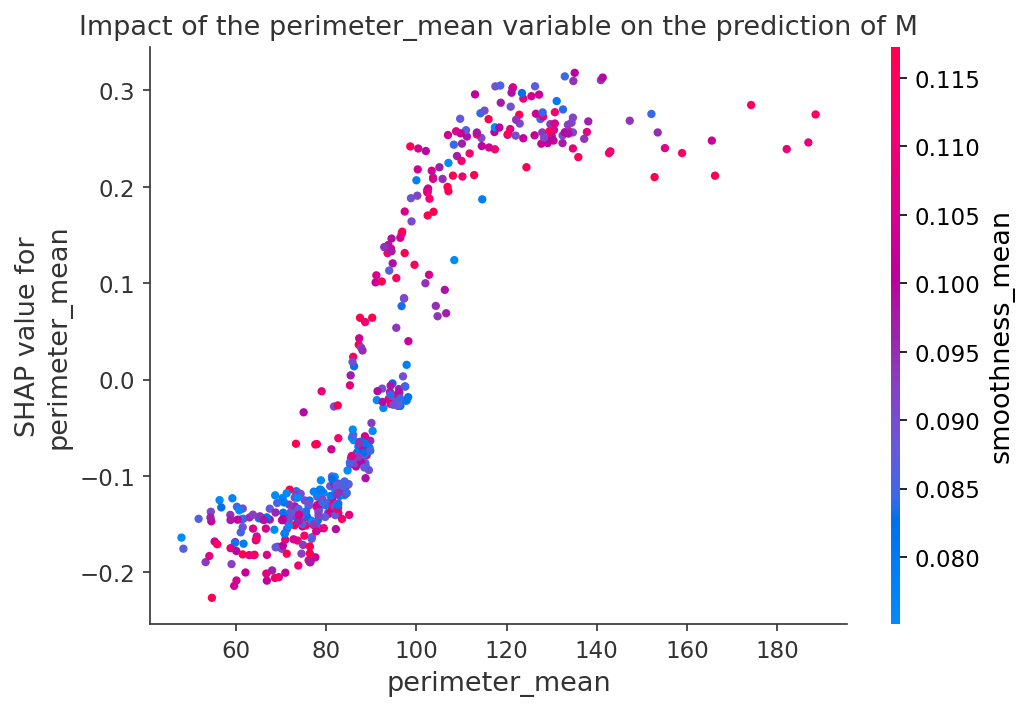 Impact of the perimeter_mean variable on the prediction of M
SHAP value for
perimeter_mean
0.3
0.2
0.1
0.0
−0.1
−0.2
60 80 100 120 140 160 180
perimeter_mean
0.115
0.110
0.105
0.100
0.095
0.090
0.085
0.080
smoothness_mean